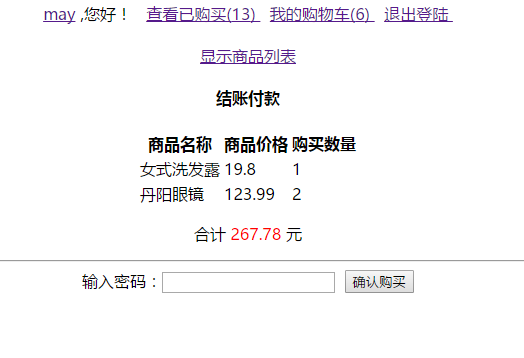 may ,您好！ 查看已购买(13) 我的购物车(6) 退出登陆
显示商品列表
结账付款
商品名称 商品价格 购买数量
女式洗发露 19.8 1
丹阳眼镜 123.99 2
合计 267.78 元
输入密码： 确认购买